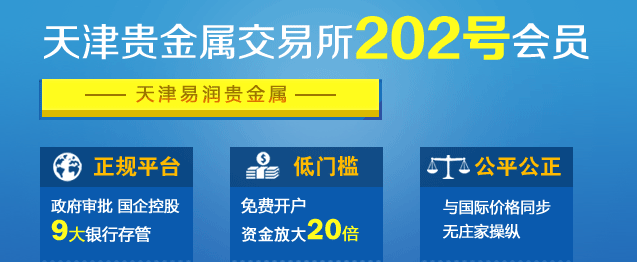 天津贵金属交易所202号会员
天津易润贵金属
正规平台
政府审批 国企控股
9大银行存管
低门槛
免费开户
资金放大20倍
公平公正
与国际价格同步
无庄家操纵